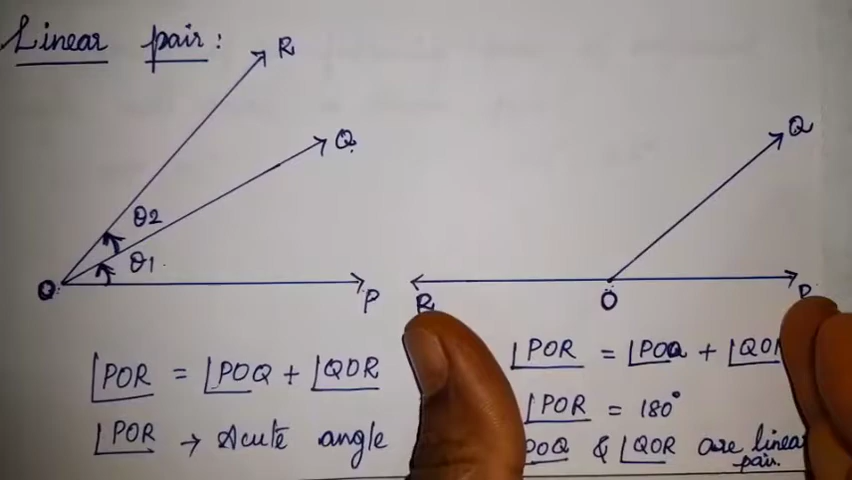 Linear pair:
R
Q
θ2
θ1
O
P
Q
R
O
P
∠POR = ∠POQ + ∠QOR
∠POR → Acute angle
∠POR = ∠POQ +
∠POR = 180°
POQ & ∠QOR are linear
pair.